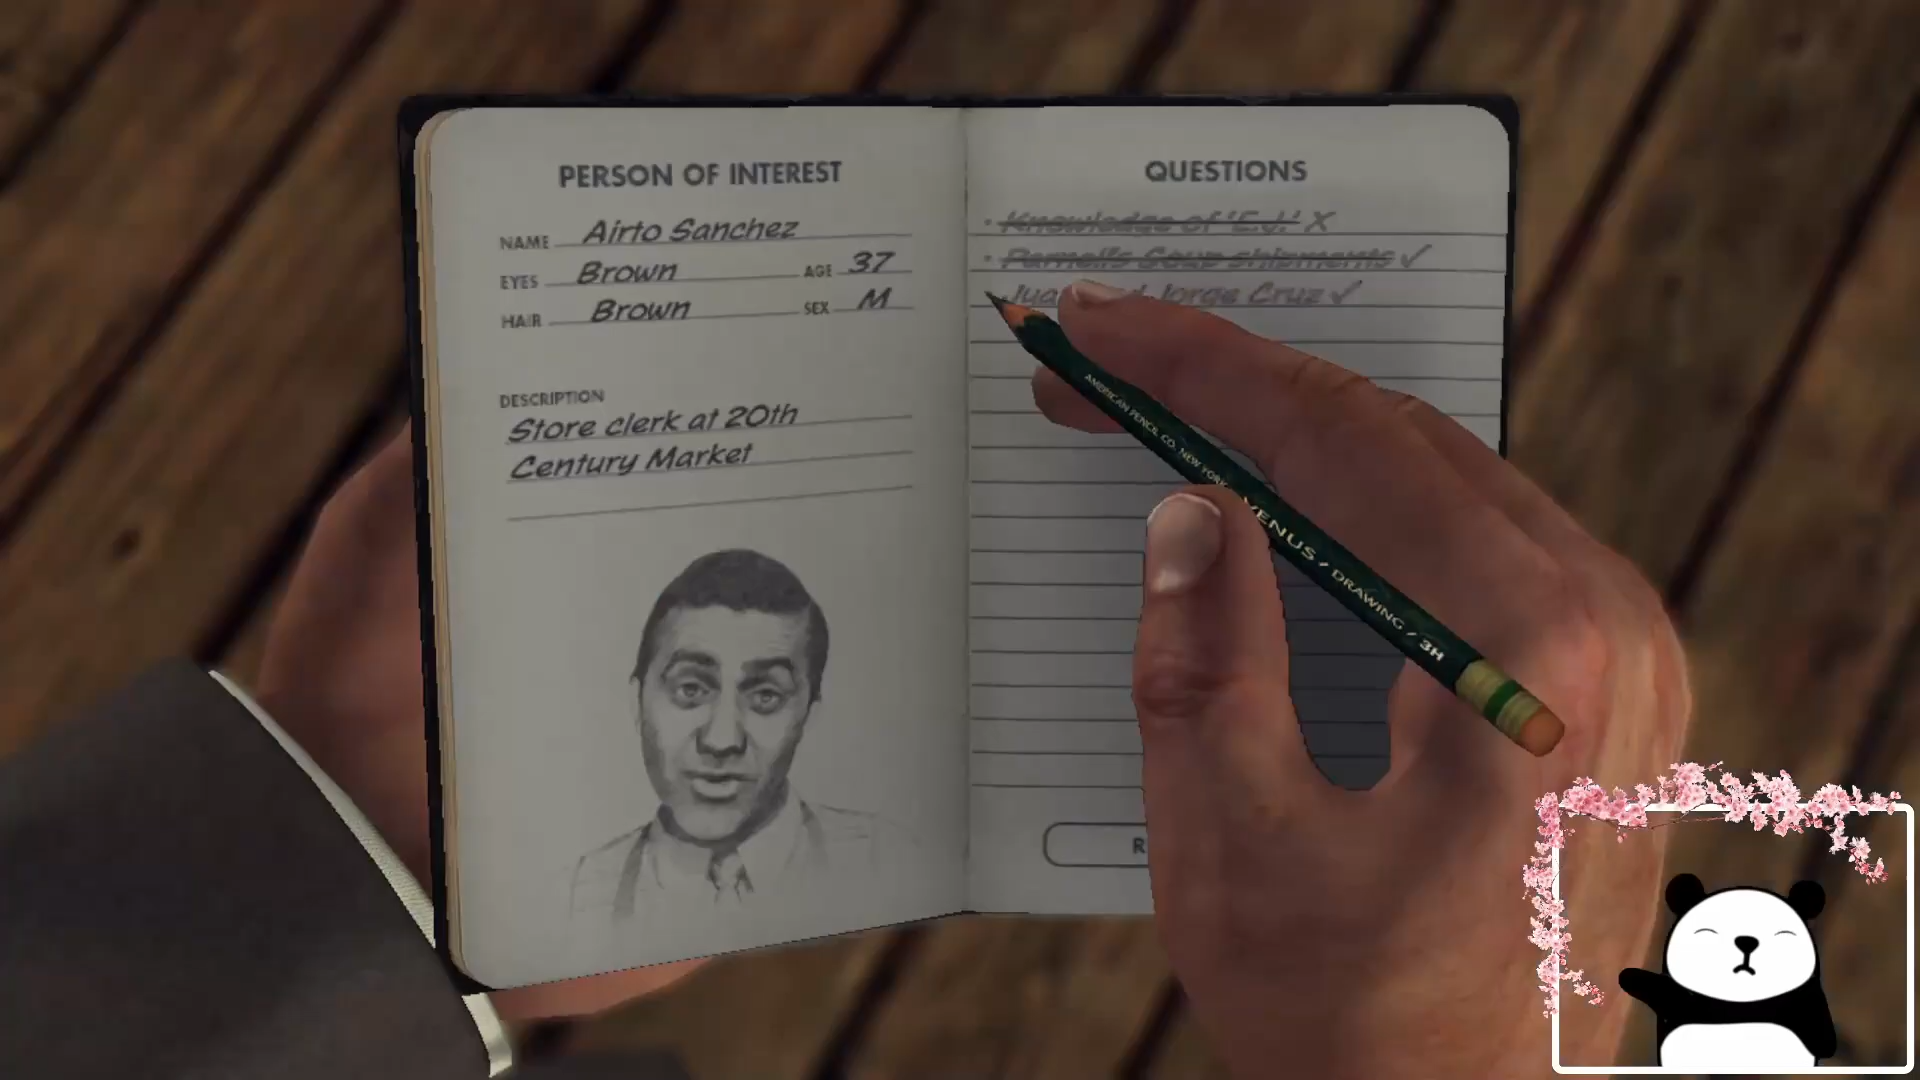 PERSON OF INTEREST
NAME Airto Sanchez
EYES Brown AGE 37
HAIR Brown SEX M
DESCRIPTION
Store clerk at 20th
Century Market
QUESTIONS
· Knowledge of 'E.J.' X
· Parnell's Soup shipments ✓
Jorge Cruz ✓
AMERICAN PENCIL CO. NEW YORK
VENUS / DRAWING / 3H